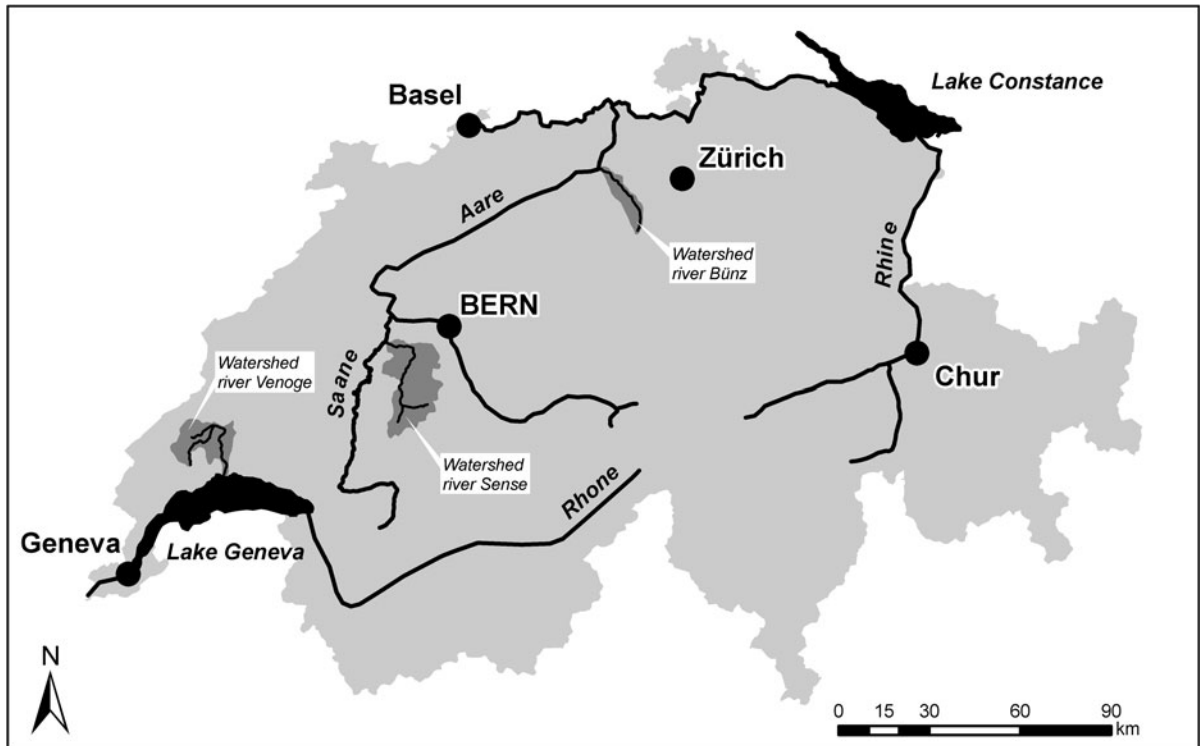 Lake Constance
Basel
Zürich
Aare
Watershed
river Bünz
Rhine
BERN
Watershed
river Venoge
Saane
Chur
Watershed
river Sense
Rhone
Geneva
Lake Geneva
N
0 15 30 60 90
km